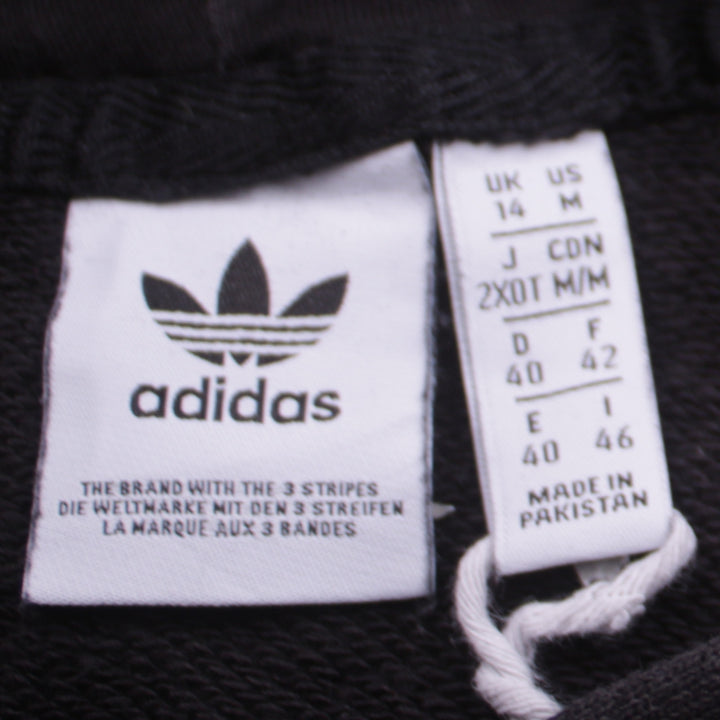 adidas
THE BRAND WITH THE 3 STRIPES
DIE WELTMARKE MIT DEN 3 STREIFEN
LA MARQUE AUX 3 BANDES
UK US
14 M
J CDN
2XOT M/M
D F
40 42
E I
40 46
MADE IN
PAKISTAN